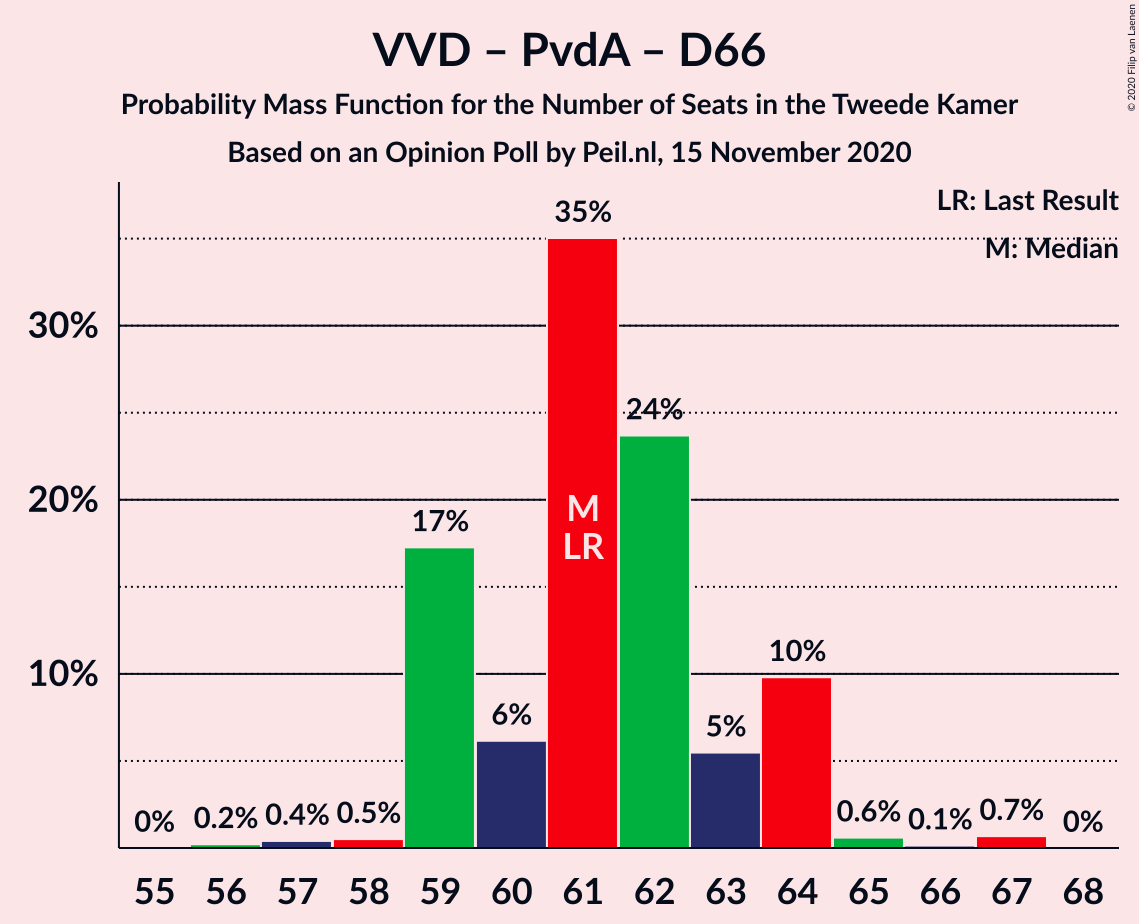 VVD – PvdA – D66
Probability Mass Function for the Number of Seats in the Tweede Kamer
Based on an Opinion Poll by Peil.nl, 15 November 2020
© 2020 Filip van Laenen
LR: Last Result
M: Median
30%
20%
10%
0%
0.2%
0.4%
0.5%
17%
6%
35%
M
LR
24%
5%
10%
0.6%
0.1%
0.7%
0%
55 56 57 58 59 60 61 62 63 64 65 66 67 68